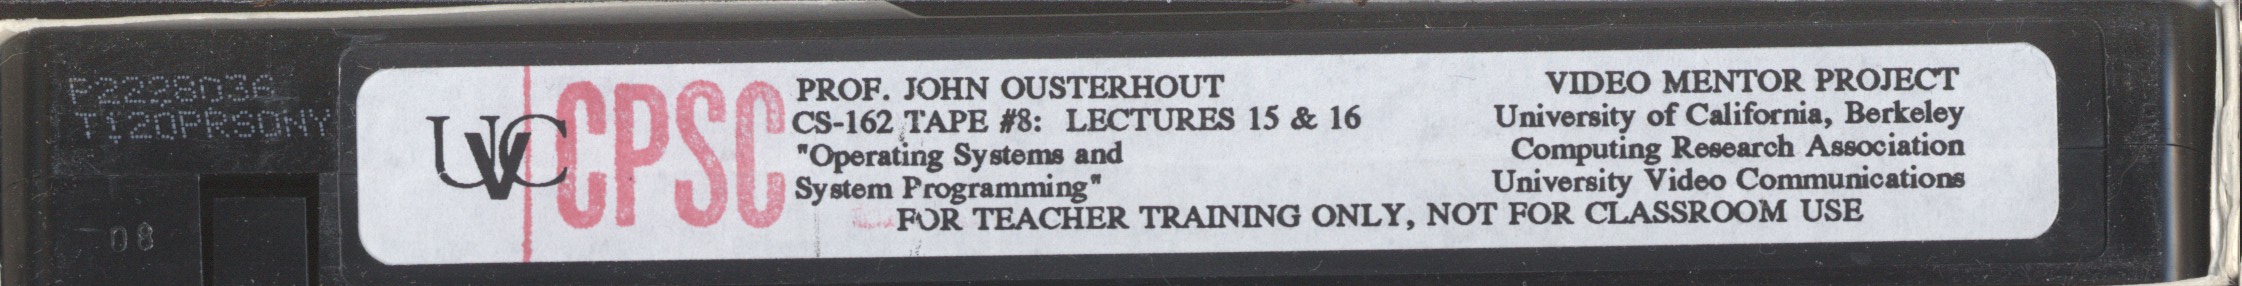 P2228036
T120PRSONY
08
UVC
CPSC
PROF. JOHN OUSTERHOUT
CS-162 TAPE #8: LECTURES 15 & 16
"Operating Systems and
System Programming"
VIDEO MENTOR PROJECT
University of California, Berkeley
Computing Research Association
University Video Communications
FOR TEACHER TRAINING ONLY, NOT FOR CLASSROOM USE